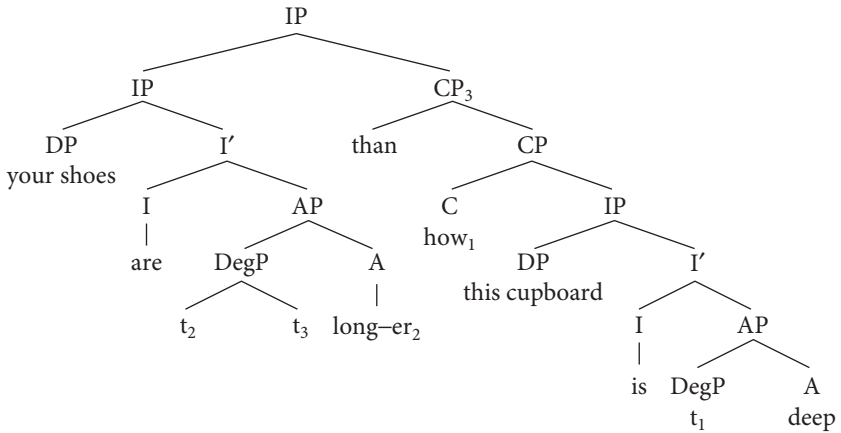 IP
IP CP₃
DP I′ than CP
your shoes
I AP C IP
how₁
are DegP A DP I′
this cupboard
t₂ t₃ long–er₂ I AP
is DegP A
t₁ deep